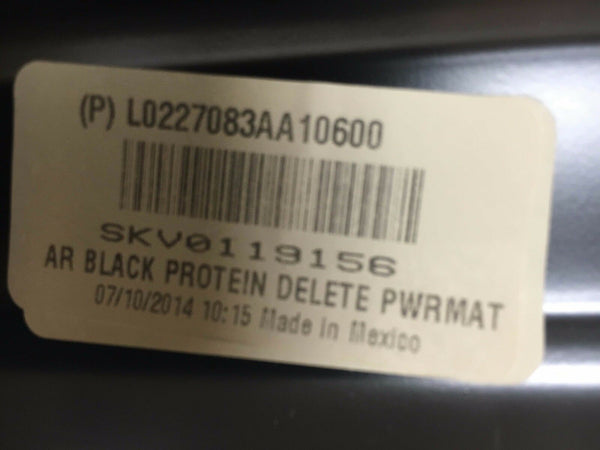 (P) L0227083AA10600
SKV0119156
AR BLACK PROTEIN DELETE PWRMAT
07/10/2014 10:15 Made in Mexico